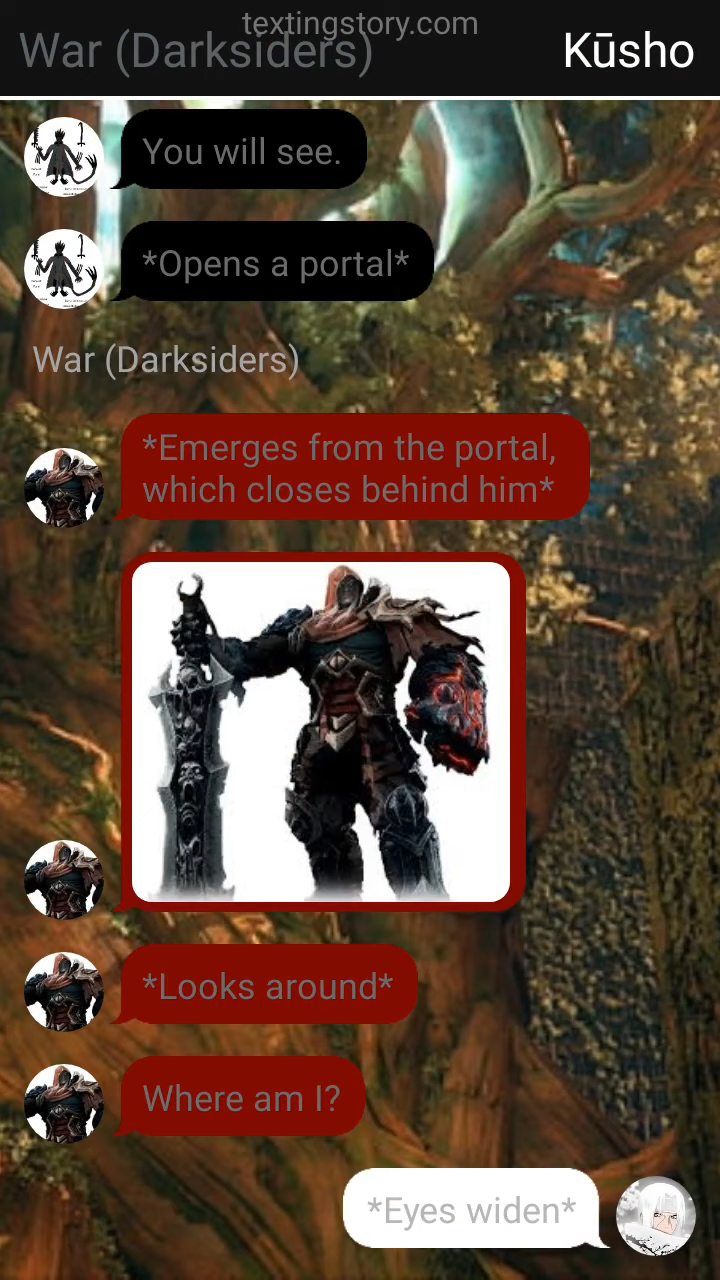 textingstory.com
War (Darksiders)
Kūsho
You will see.
*Opens a portal*
War (Darksiders)
*Emerges from the portal,
which closes behind him*
*Looks around*
Where am I?
*Eyes widen*